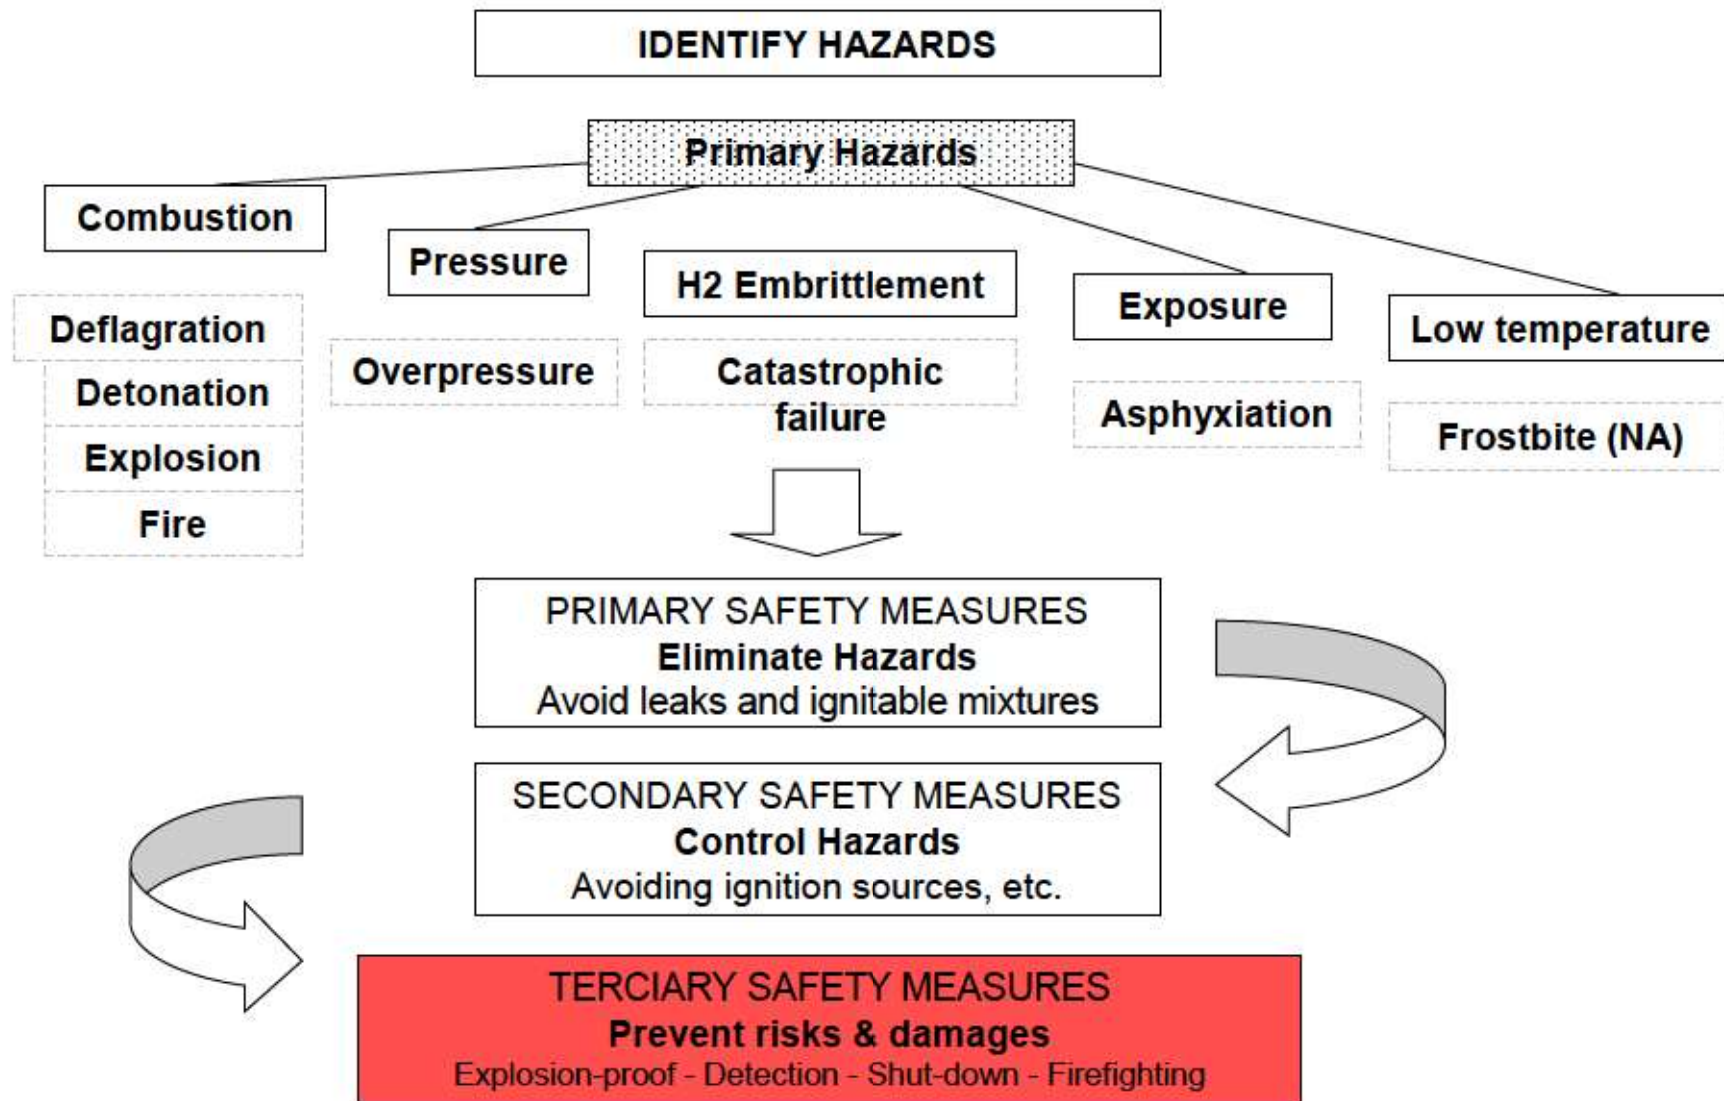 IDENTIFY HAZARDS
Primary Hazards
Combustion
Deflagration
Detonation
Explosion
Fire
Pressure
Overpressure
H2 Embrittlement
Catastrophic
failure
Exposure
Asphyxiation
Low temperature
Frostbite (NA)
PRIMARY SAFETY MEASURES
Eliminate Hazards
Avoid leaks and ignitable mixtures
SECONDARY SAFETY MEASURES
Control Hazards
Avoiding ignition sources, etc.
TERCIARY SAFETY MEASURES
Prevent risks & damages
Explosion-proof - Detection - Shut-down - Firefighting